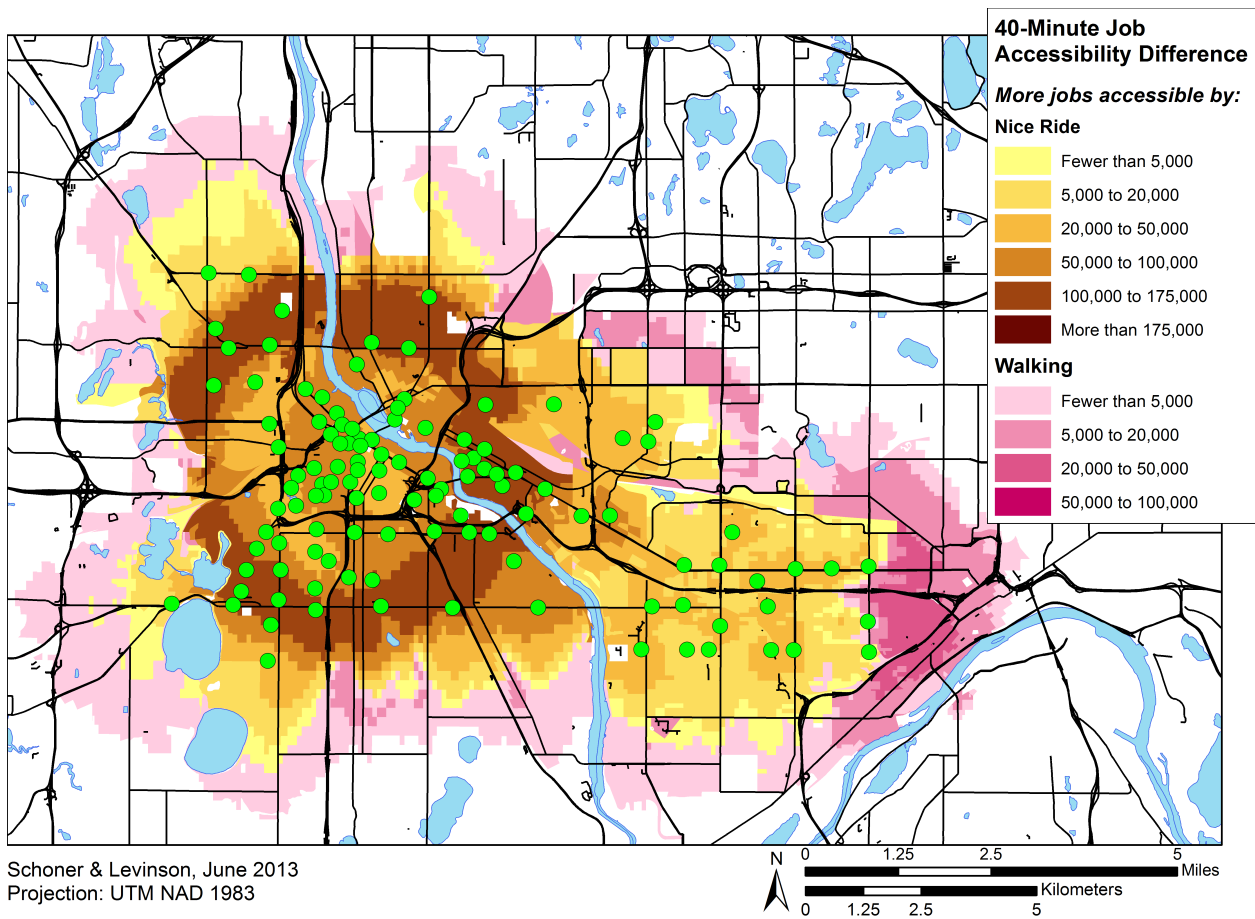 40-Minute Job
Accessibility Difference
More jobs accessible by:
Nice Ride
Fewer than 5,000
5,000 to 20,000
20,000 to 50,000
50,000 to 100,000
100,000 to 175,000
More than 175,000
Walking
Fewer than 5,000
5,000 to 20,000
20,000 to 50,000
50,000 to 100,000
Schoner & Levinson, June 2013
Projection: UTM NAD 1983
N
0 1.25 2.5 5
Miles
Kilometers
0 1.25 2.5 5